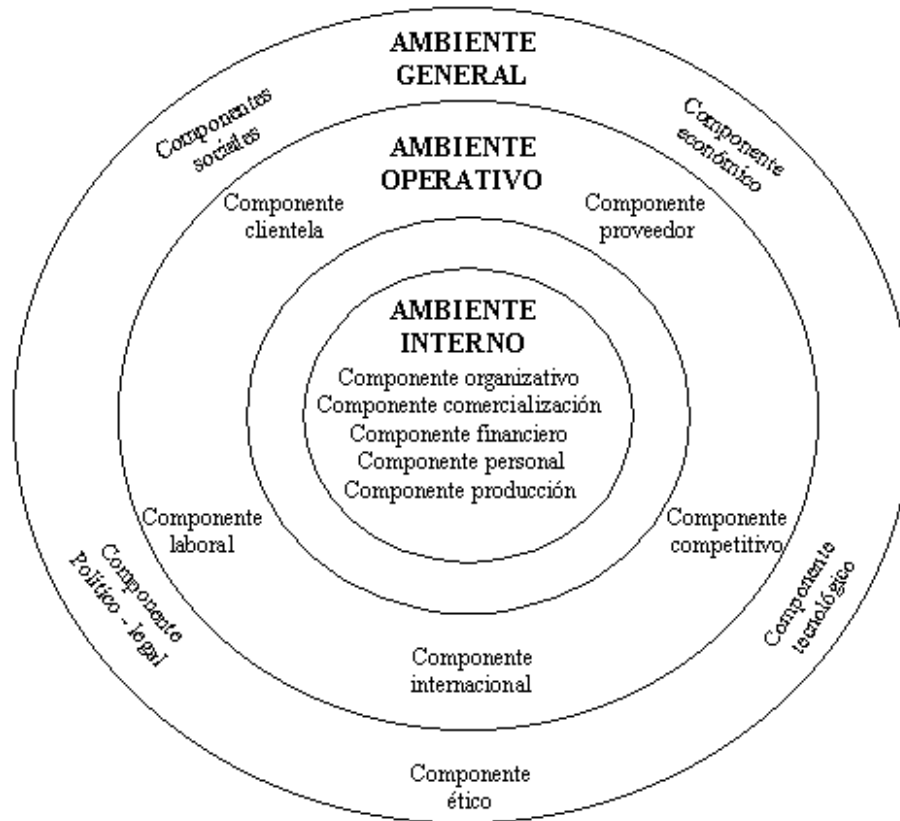 AMBIENTE
GENERAL
Componentes
sociales
Componente
económico
AMBIENTE
OPERATIVO
Componente
clientela
Componente
proveedor
AMBIENTE
INTERNO
Componente organizativo
Componente comercialización
Componente financiero
Componente personal
Componente producción
Componente
laboral
Componente
competitivo
Componente
Político - legal
Componente
tecnológico
Componente
internacional
Componente
ético